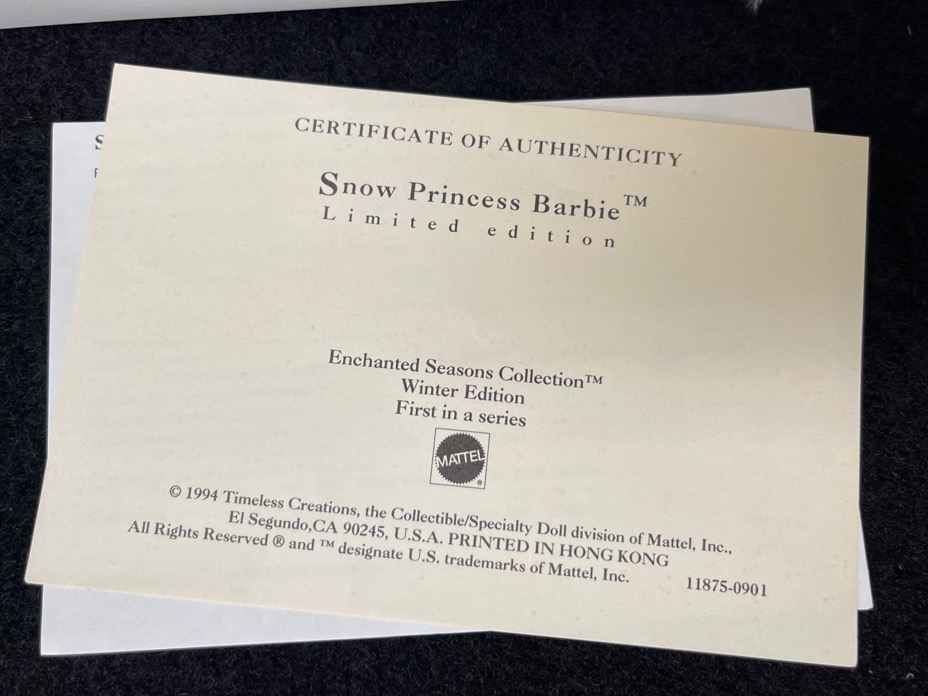 CERTIFICATE OF AUTHENTICITY
Snow Princess Barbie™
Limited edition
Enchanted Seasons Collection™
Winter Edition
First in a series
MATTEL®
© 1994 Timeless Creations, the Collectible/Specialty Doll division of Mattel, Inc.,
El Segundo,CA 90245, U.S.A. PRINTED IN HONG KONG
All Rights Reserved ® and ™ designate U.S. trademarks of Mattel, Inc.
11875-0901